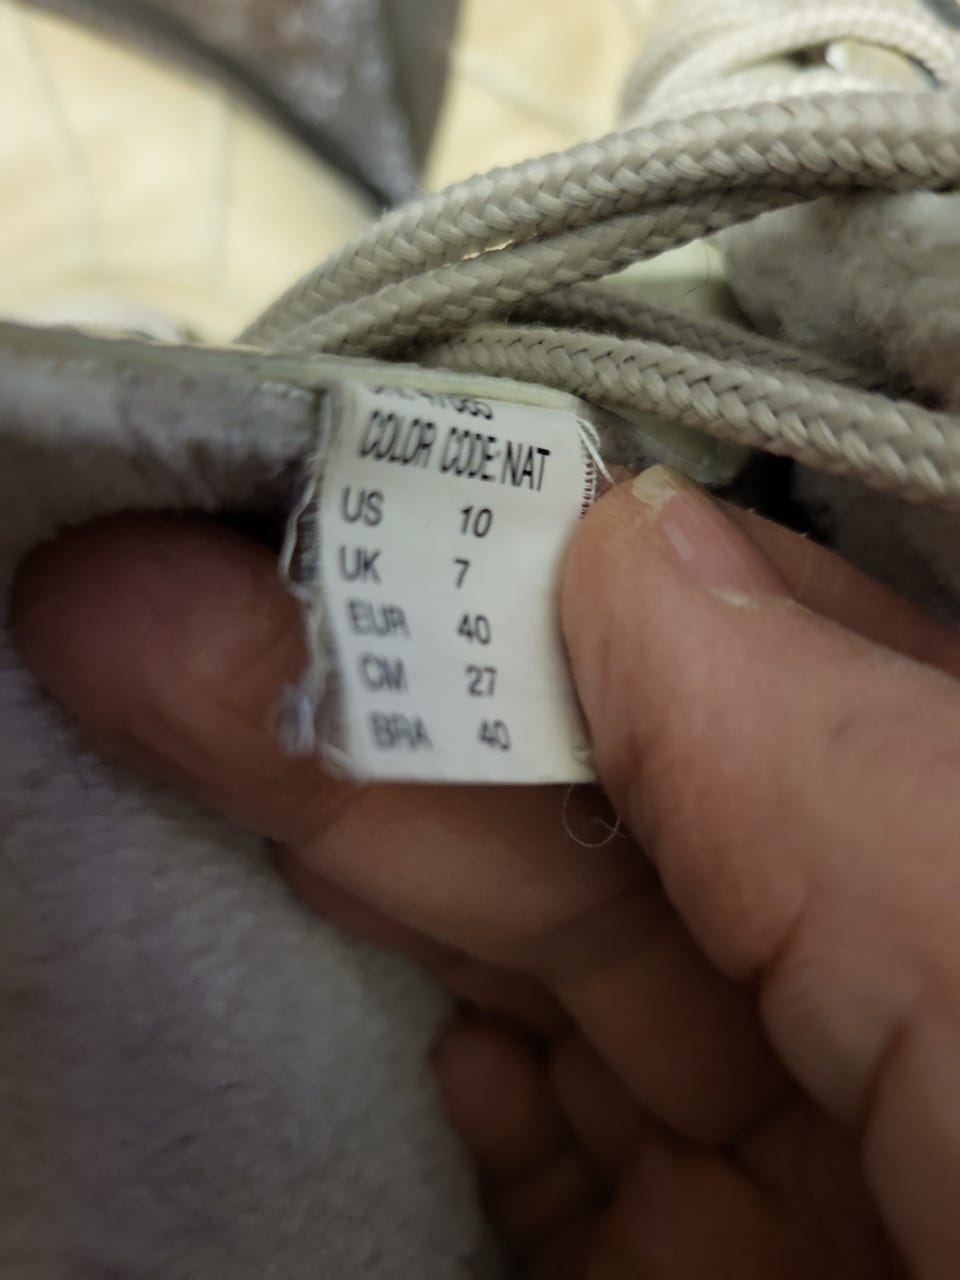 COLOR CODE:NAT
US 10
UK 7
EUR 40
CM 27
BRA 40